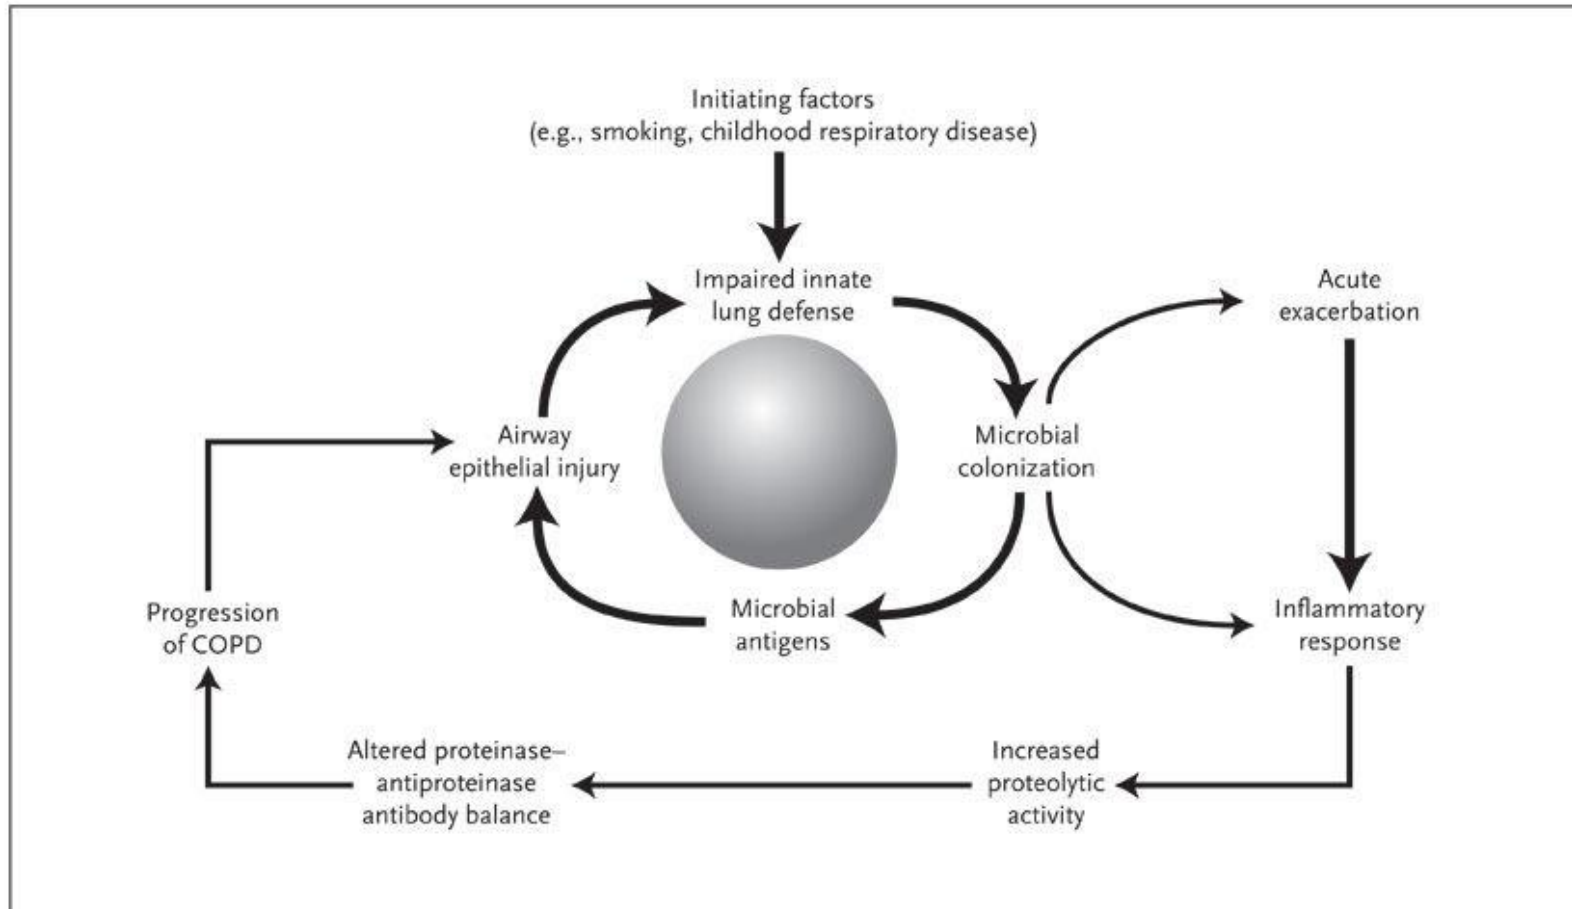 Initiating factors
(e.g., smoking, childhood respiratory disease)
Impaired innate
lung defense
Acute
exacerbation
Airway
epithelial injury
Microbial
colonization
Progression
of COPD
Microbial
antigens
Inflammatory
response
Altered proteinase–
antiproteinase
antibody balance
Increased
proteolytic
activity